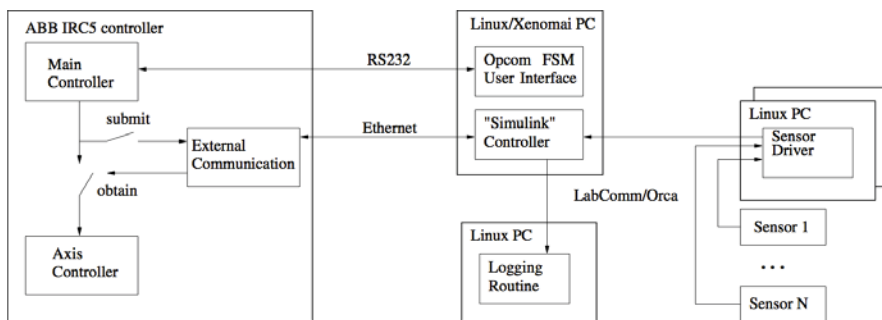 ABB IRC5 controller
Main
Controller
submit
External
Communication
obtain
Axis
Controller
RS232
Ethernet
Linux/Xenomai PC
Opcom FSM
User Interface
"Simulink"
Controller
LabComm/Orca
Linux PC
Logging
Routine
Linux PC
Sensor
Driver
Sensor 1
...
Sensor N